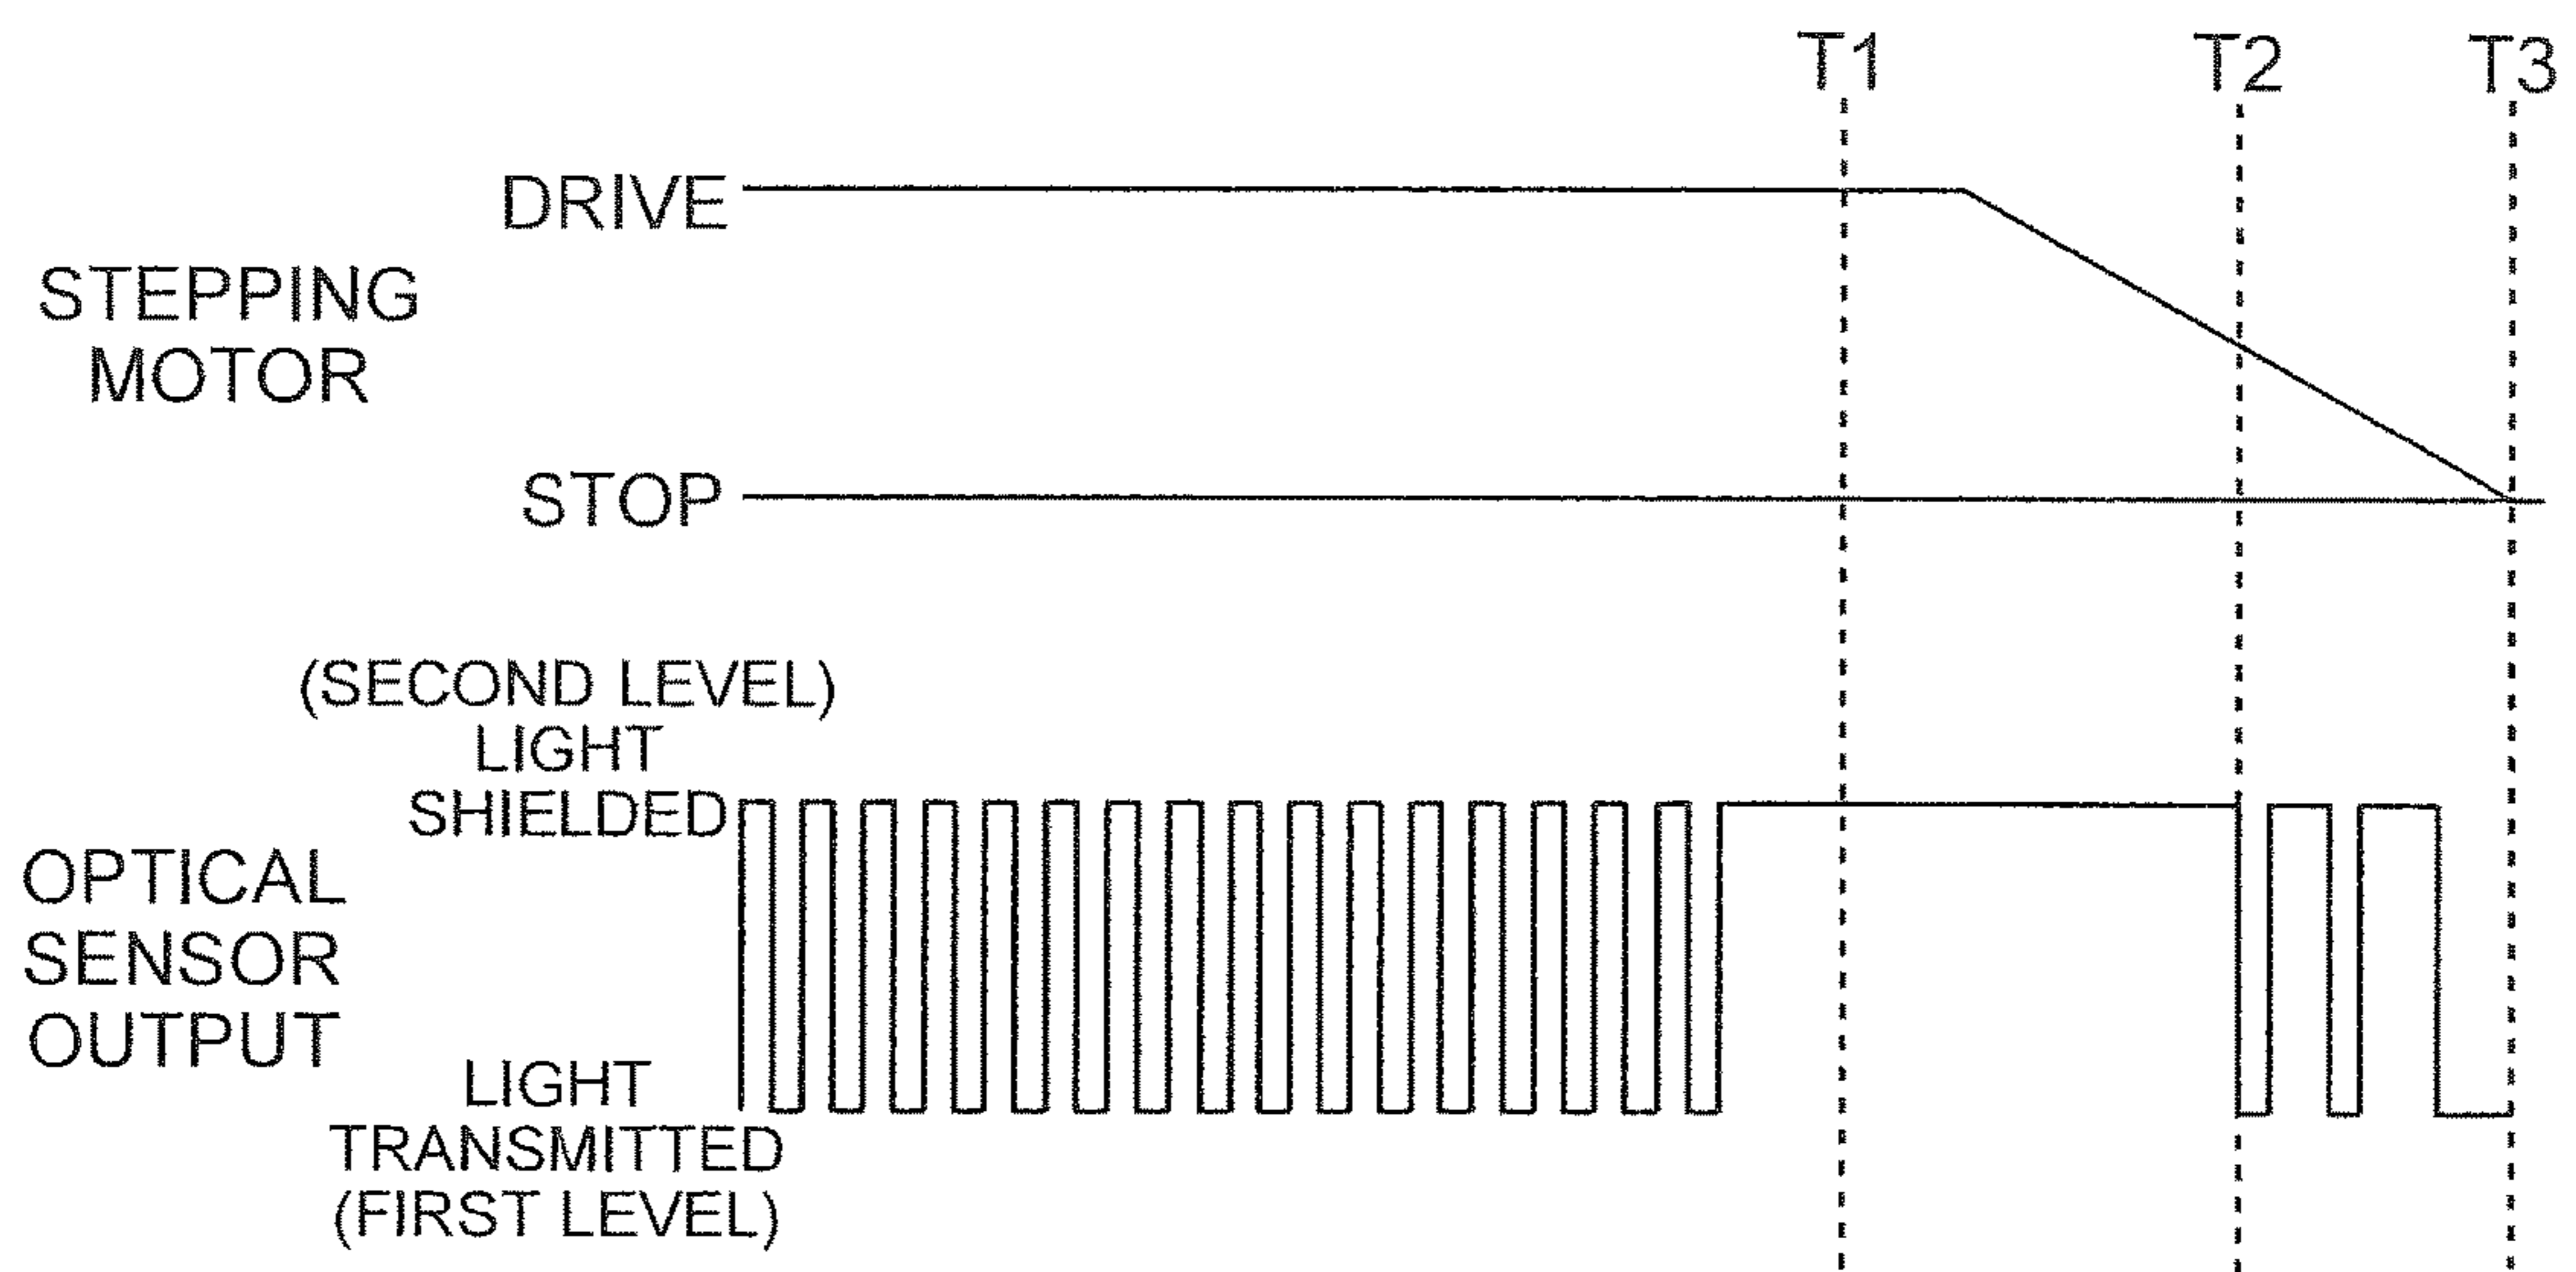 T1 T2 T3
DRIVE
STEPPING
MOTOR
STOP
(SECOND LEVEL)
LIGHT
SHIELDED
OPTICAL
SENSOR
OUTPUT
LIGHT
TRANSMITTED
(FIRST LEVEL)